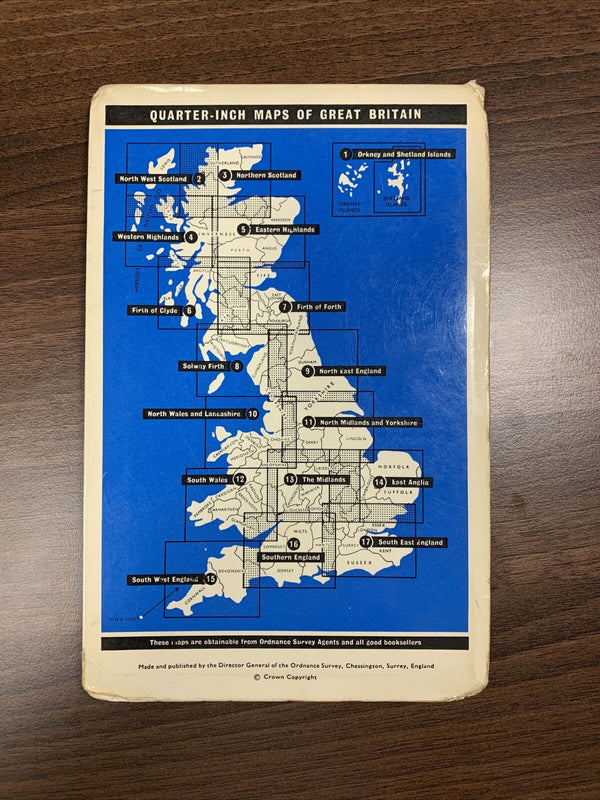 QUARTER-INCH MAPS OF GREAT BRITAIN
1 Orkney and Shetland Islands
ORKNEY
ISLANDS
SHETLAND
ISLANDS
CAITHNESS
SUTHERLAND
North West Scotland 2
3 Northern Scotland
ABERDEEN
5 Eastern Highlands
INVERNESS
Western Highlands 4
PERTH
ANGUS
ARGYLL
FIFE
Firth of Clyde 6
7 Firth of Forth
Solway Firth 8
DURHAM
9 North East England
YORKSHIRE
North Wales and Lancashire 10
11 North Midlands and Yorkshire
CHESHIRE
DERBY
LINCOLN
NORFOLK
South Wales 12
13 The Midlands
14 East Anglia
SUFFOLK
PEMBROKE
CARMARTHEN
ESSEX
LONDON
WILTS
16
Southern England
SOMERSET
SURREY
17 South East England
KENT
SUSSEX
DORSET
DEVONSHIRE
South West England 15
CORNWALL
These Maps are obtainable from Ordnance Survey Agents and all good booksellers
Made and published by the Director General of the Ordnance Survey, Chessington, Surrey, England
© Crown Copyright